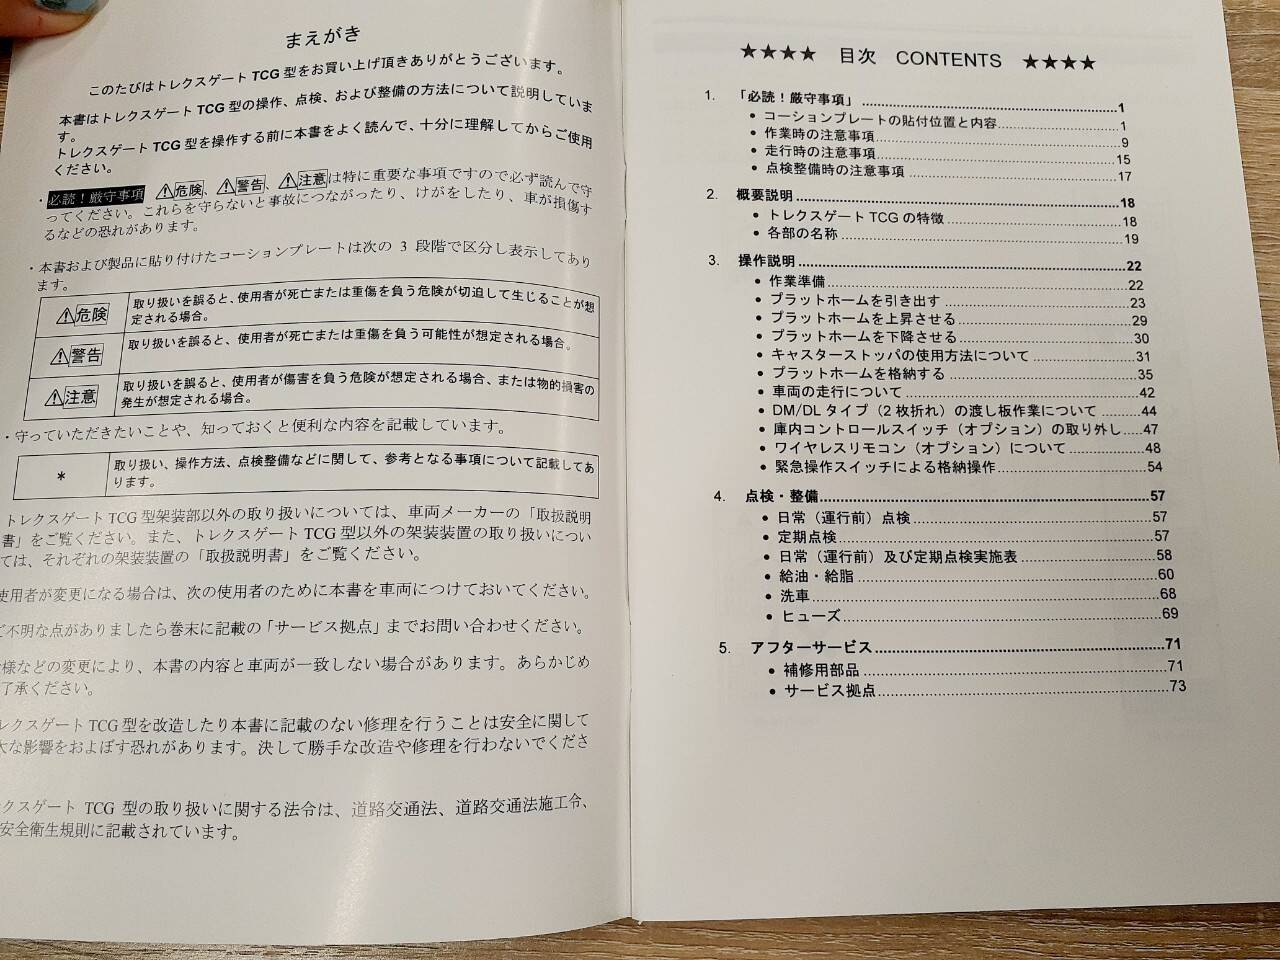 まえがき
このたびはトレクスゲート TCG 型をお買い上げ頂きありがとうございます。
本書はトレクスゲート TCG 型の操作、点検、および整備の方法について説明していま
す。
トレクスゲート TCG 型を操作する前に本書をよく読んで、十分に理解してからご使用
ください。
・必読！厳守事項 ⚠危険、⚠警告、⚠注意は特に重要な事項ですので必ず読んで守
ってください。これらを守らないと事故につながったり、けがをしたり、車が損傷す
るなどの恐れがあります。
・本書および製品に貼り付けたコーションプレートは次の 3 段階で区分し表示してあり
ます。
⚠危険 取り扱いを誤ると、使用者が死亡または重傷を負う危険が切迫して生じることが想
定される場合。
⚠警告 取り扱いを誤ると、使用者が死亡または重傷を負う可能性が想定される場合。
⚠注意 取り扱いを誤ると、使用者が傷害を負う危険が想定される場合、または物的損害の
発生が想定される場合。
・守っていただきたいことや、知っておくと便利な内容を記載しています。
* 取り扱い、操作方法、点検整備などに関して、参考となる事項について記載してあ
ります。
トレクスゲート TCG 型架装部以外の取り扱いについては、車両メーカーの「取扱説明
書」をご覧ください。また、トレクスゲート TCG 型以外の架装装置の取り扱いについ
ては、それぞれの架装装置の「取扱説明書」をご覧ください。
使用者が変更になる場合は、次の使用者のために本書を車両につけておいてください。
ご不明な点がありましたら巻末に記載の「サービス拠点」までお問い合わせください。
様などの変更により、本書の内容と車両が一致しない場合があります。あらかじめ
了承ください。
レクスゲート TCG 型を改造したり本書に記載のない修理を行うことは安全に関して
大な影響をおよぼす恐れがあります。決して勝手な改造や修理を行わないでくださ
クスゲート TCG 型の取り扱いに関する法令は、道路交通法、道路交通法施工令、
安全衛生規則に記載されています。
★★★★ 目次 CONTENTS ★★★★
1. 「必読！厳守事項」 ........ 1
● コーションプレートの貼付位置と内容 ........ 1
● 作業時の注意事項 ........ 9
● 走行時の注意事項 ........ 15
● 点検整備時の注意事項 ........ 17
2. 概要説明 ........ 18
● トレクスゲート TCG の特徴 ........ 18
● 各部の名称 ........ 19
3. 操作説明 ........ 22
● 作業準備 ........ 22
● プラットホームを引き出す ........ 23
● プラットホームを上昇させる ........ 29
● プラットホームを下降させる ........ 30
● キャスターストッパの使用方法について ........ 31
● プラットホームを格納する ........ 35
● 車両の走行について ........ 42
● DM/DL タイプ（2 枚折れ）の渡し板作業について ........ 44
● 庫内コントロールスイッチ（オプション）の取り外し ..... 47
● ワイヤレスリモコン（オプション）について ........ 48
● 緊急操作スイッチによる格納操作 ........ 54
4. 点検・整備 ........ 57
● 日常（運行前）点検 ........ 57
● 定期点検 ........ 57
● 日常（運行前）及び定期点検実施表 ........ 58
● 給油・給脂 ........ 60
● 洗車 ........ 68
● ヒューズ ........ 69
5. アフターサービス ........ 71
● 補修用部品 ........ 71
● サービス拠点 ........ 73